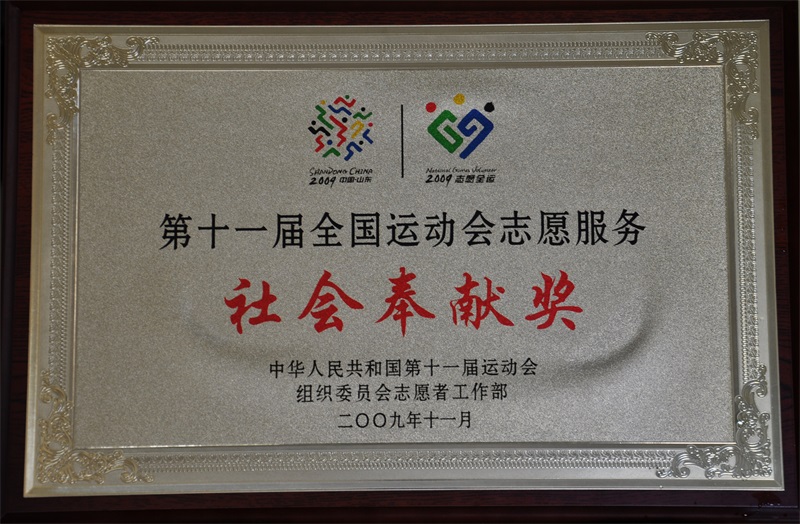 SHANDONG CHINA
2009 中国·山东
National Games Volunteer
2009 志愿全运
第十一届全国运动会志愿服务
社会奉献奖
中华人民共和国第十一届运动会
组织委员会志愿者工作部
二〇〇九年十一月